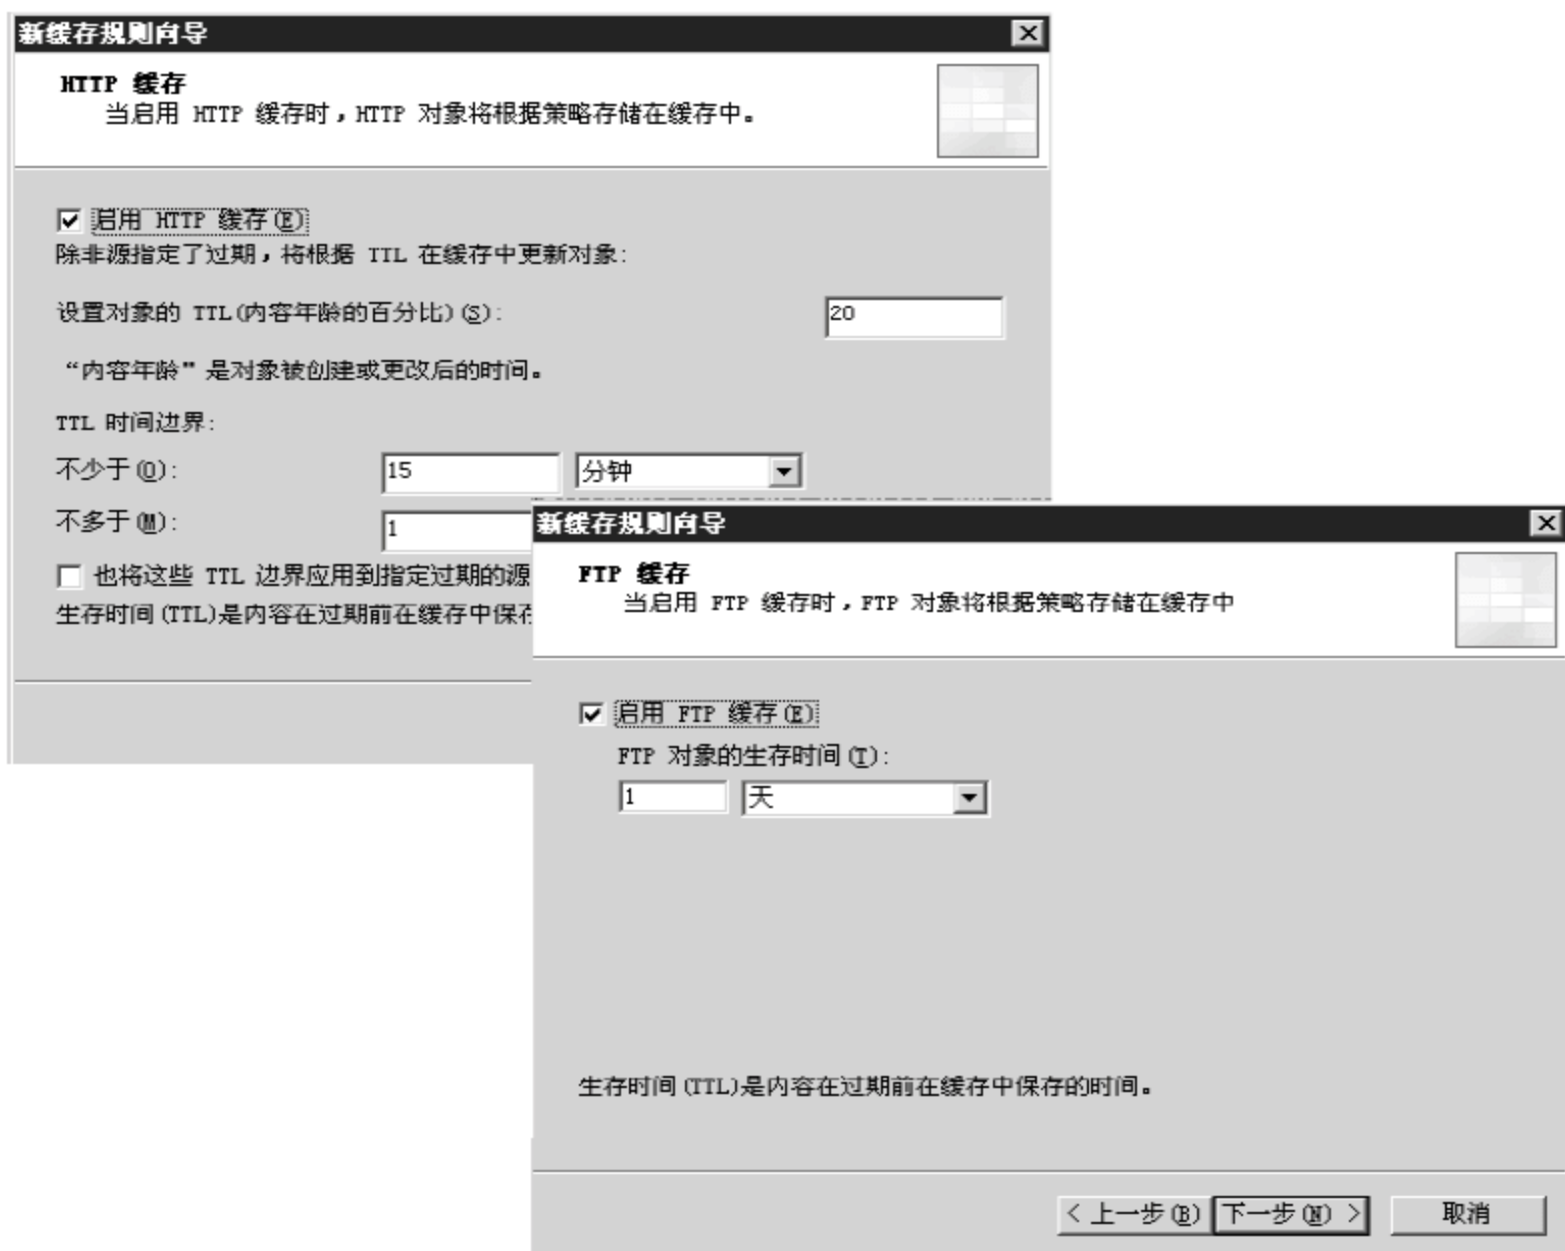 新缓存规则向导
HTTP 缓存
当启用 HTTP 缓存时，HTTP 对象将根据策略存储在缓存中。
启用 HTTP 缓存(E)
除非源指定了过期，将根据 TTL 在缓存中更新对象:
设置对象的 TTL(内容年龄的百分比)(S):
20
“内容年龄”是对象被创建或更改后的时间。
TTL 时间边界:
不少于(O):
15
分钟
不多于(M):
1
也将这些 TTL 边界应用到指定过期的源
生存时间(TTL)是内容在过期前在缓存中保存
新缓存规则向导
FTP 缓存
当启用 FTP 缓存时，FTP 对象将根据策略存储在缓存中
启用 FTP 缓存(E)
FTP 对象的生存时间(T):
1
天
生存时间(TTL)是内容在过期前在缓存中保存的时间。
< 上一步(B)
下一步(N) >
取消